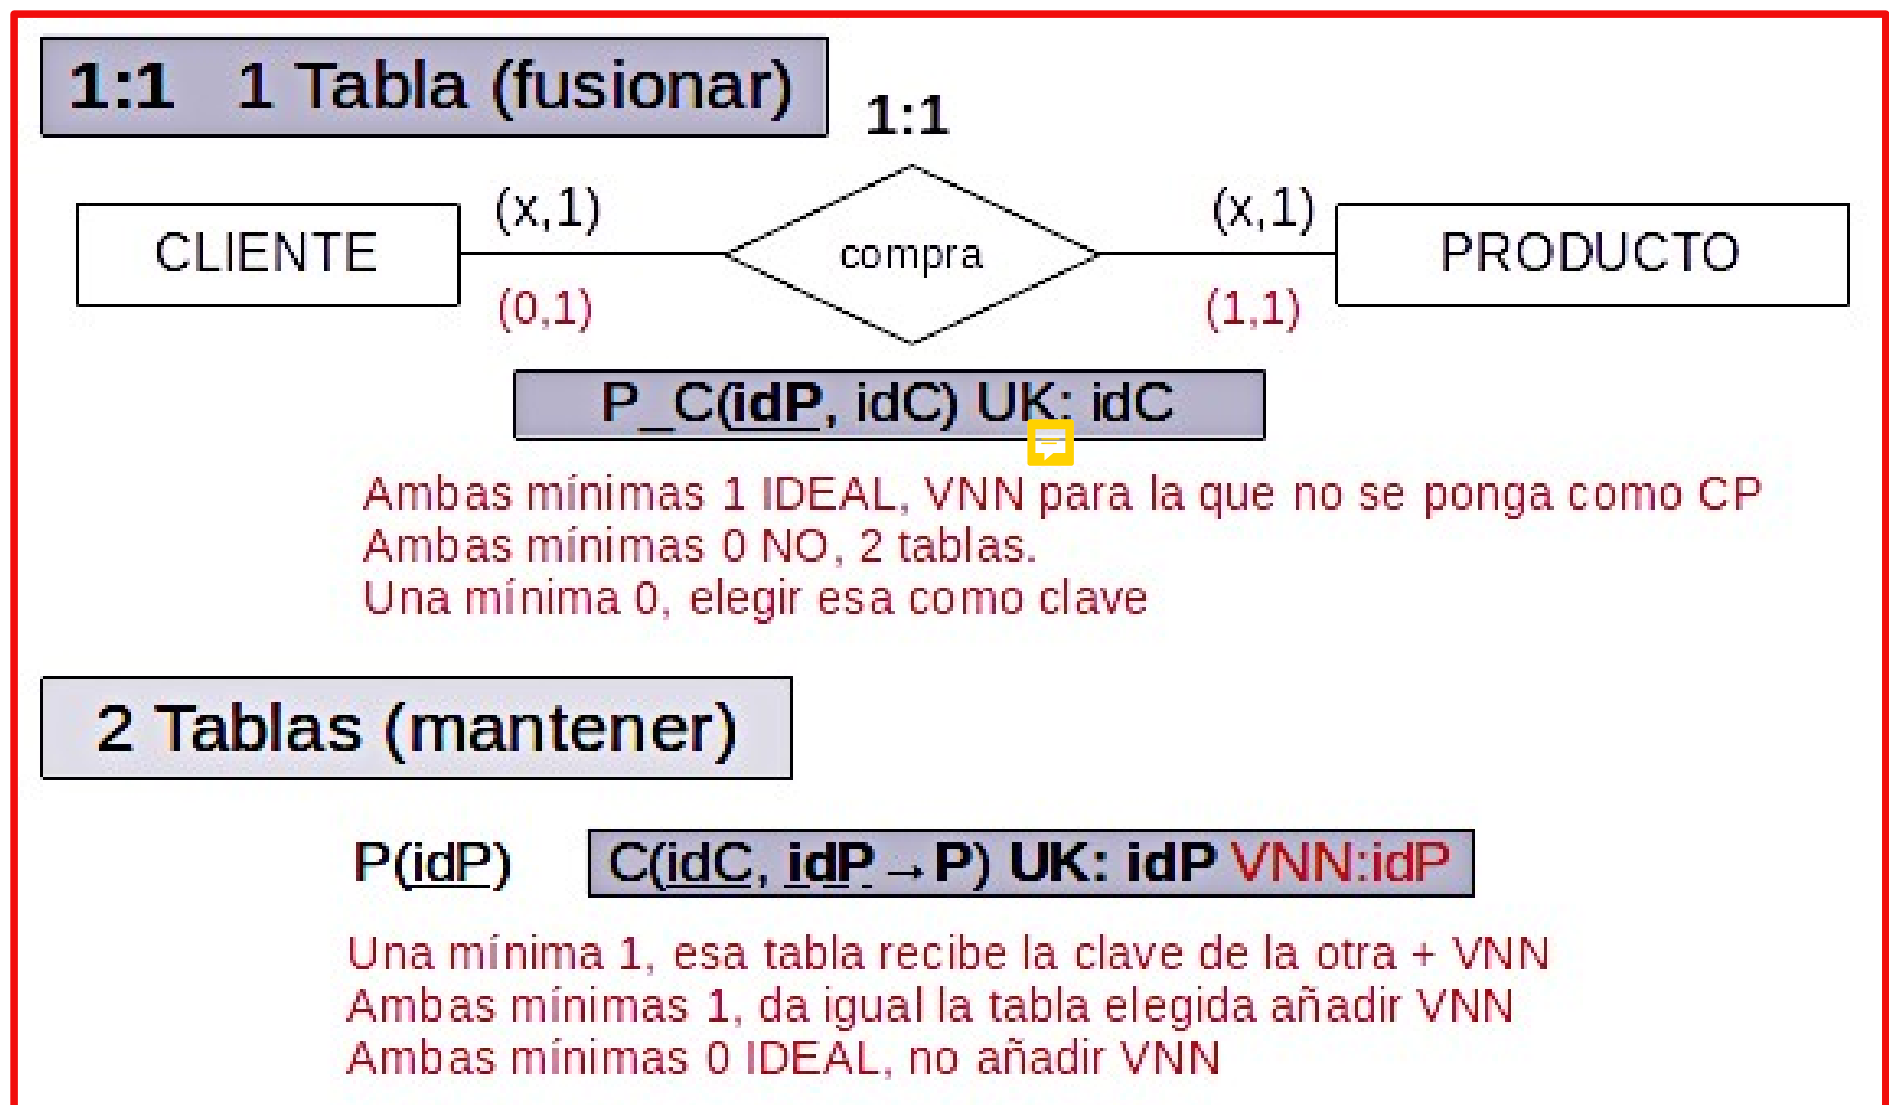 1:1 1 Tabla (fusionar)
1:1
(x,1) (x,1)
CLIENTE compra PRODUCTO
(0,1) (1,1)
P_C(idP, idC) UK: idC
Ambas mínimas 1 IDEAL, VNN para la que no se ponga como CP
Ambas mínimas 0 NO, 2 tablas.
Una mínima 0, elegir esa como clave
2 Tablas (mantener)
P(idP) C(idC, idP→P) UK: idP VNN:idP
Una mínima 1, esa tabla recibe la clave de la otra + VNN
Ambas mínimas 1, da igual la tabla elegida añadir VNN
Ambas mínimas 0 IDEAL, no añadir VNN